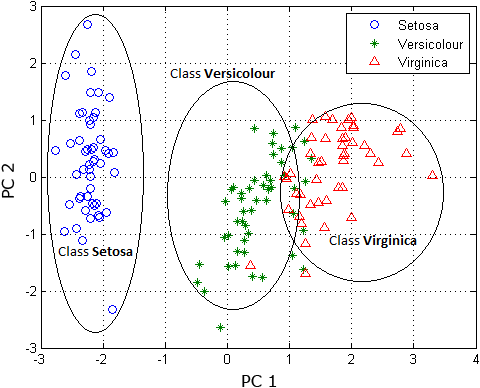 3
2
1
0
-1
-2
-3
-3
-2
-1
0
1
2
3
4
PC 2
PC 1
Setosa
Versicolour
Virginica
Class Versicolour
Class Setosa
Class Virginica